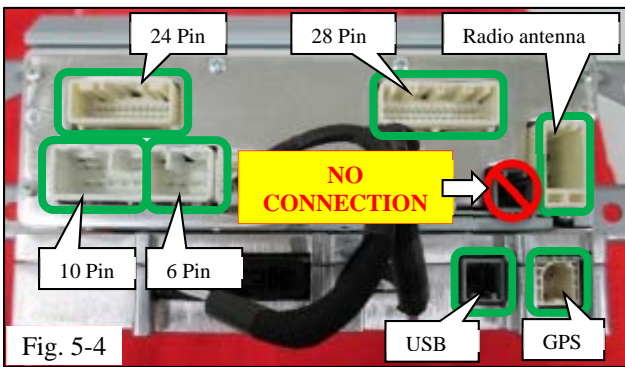 24 Pin
28 Pin
Radio antenna
NO
CONNECTION
10 Pin
6 Pin
Fig. 5-4
USB
GPS